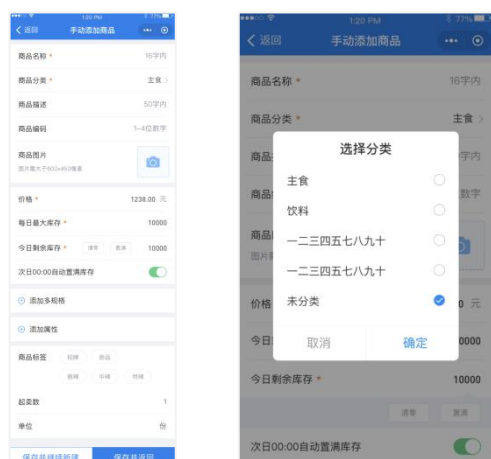 1:20 PM
77%
返回
手动添加商品
商品名称 *
16字内
商品分类 *
主食
商品描述
50字内
商品编码
1-4位数字
商品图片
价格 *
1238.00 元
每日最大库存 *
10000
今日剩余库存 *
清零
置满
10000
次日00:00自动置满库存
添加多规格
添加属性
商品标签
招牌
新品
微辣
中辣
特辣
起卖数
1
单位
份
保存并继续新建
保存并返回
1:20 PM
77%
返回
手动添加商品
商品名称 *
16字内
商品分类 *
主食
商品
字内
选择分类
主食
饮料
一二三四五七八九十
一二三四五七八九十
未分类
取消
确定
商品
数字
商品
图片
价格
0 元
今日
0000
今日剩余库存 *
10000
清零
置满
次日00:00自动置满库存